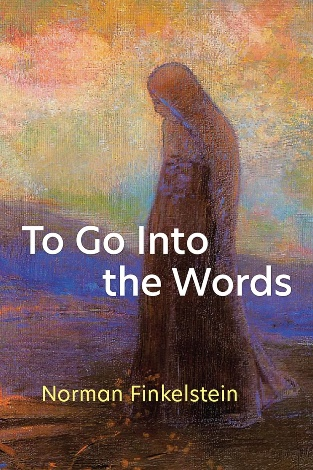 To Go Into
the Words
Norman Finkelstein